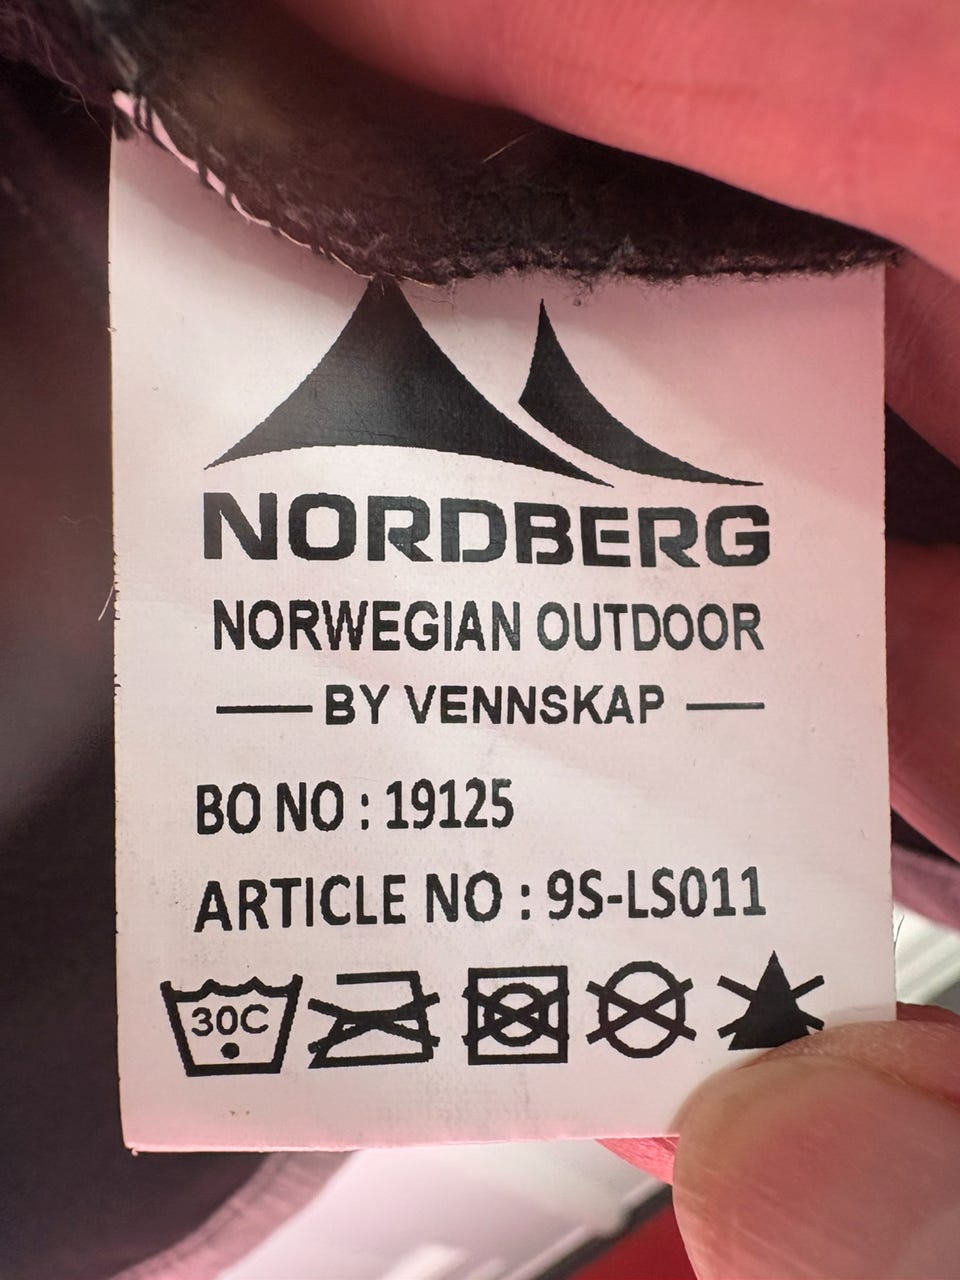 NORDBERG
NORWEGIAN OUTDOOR
BY VENNSKAP
BO NO : 19125
ARTICLE NO : 9S-LS011
30C